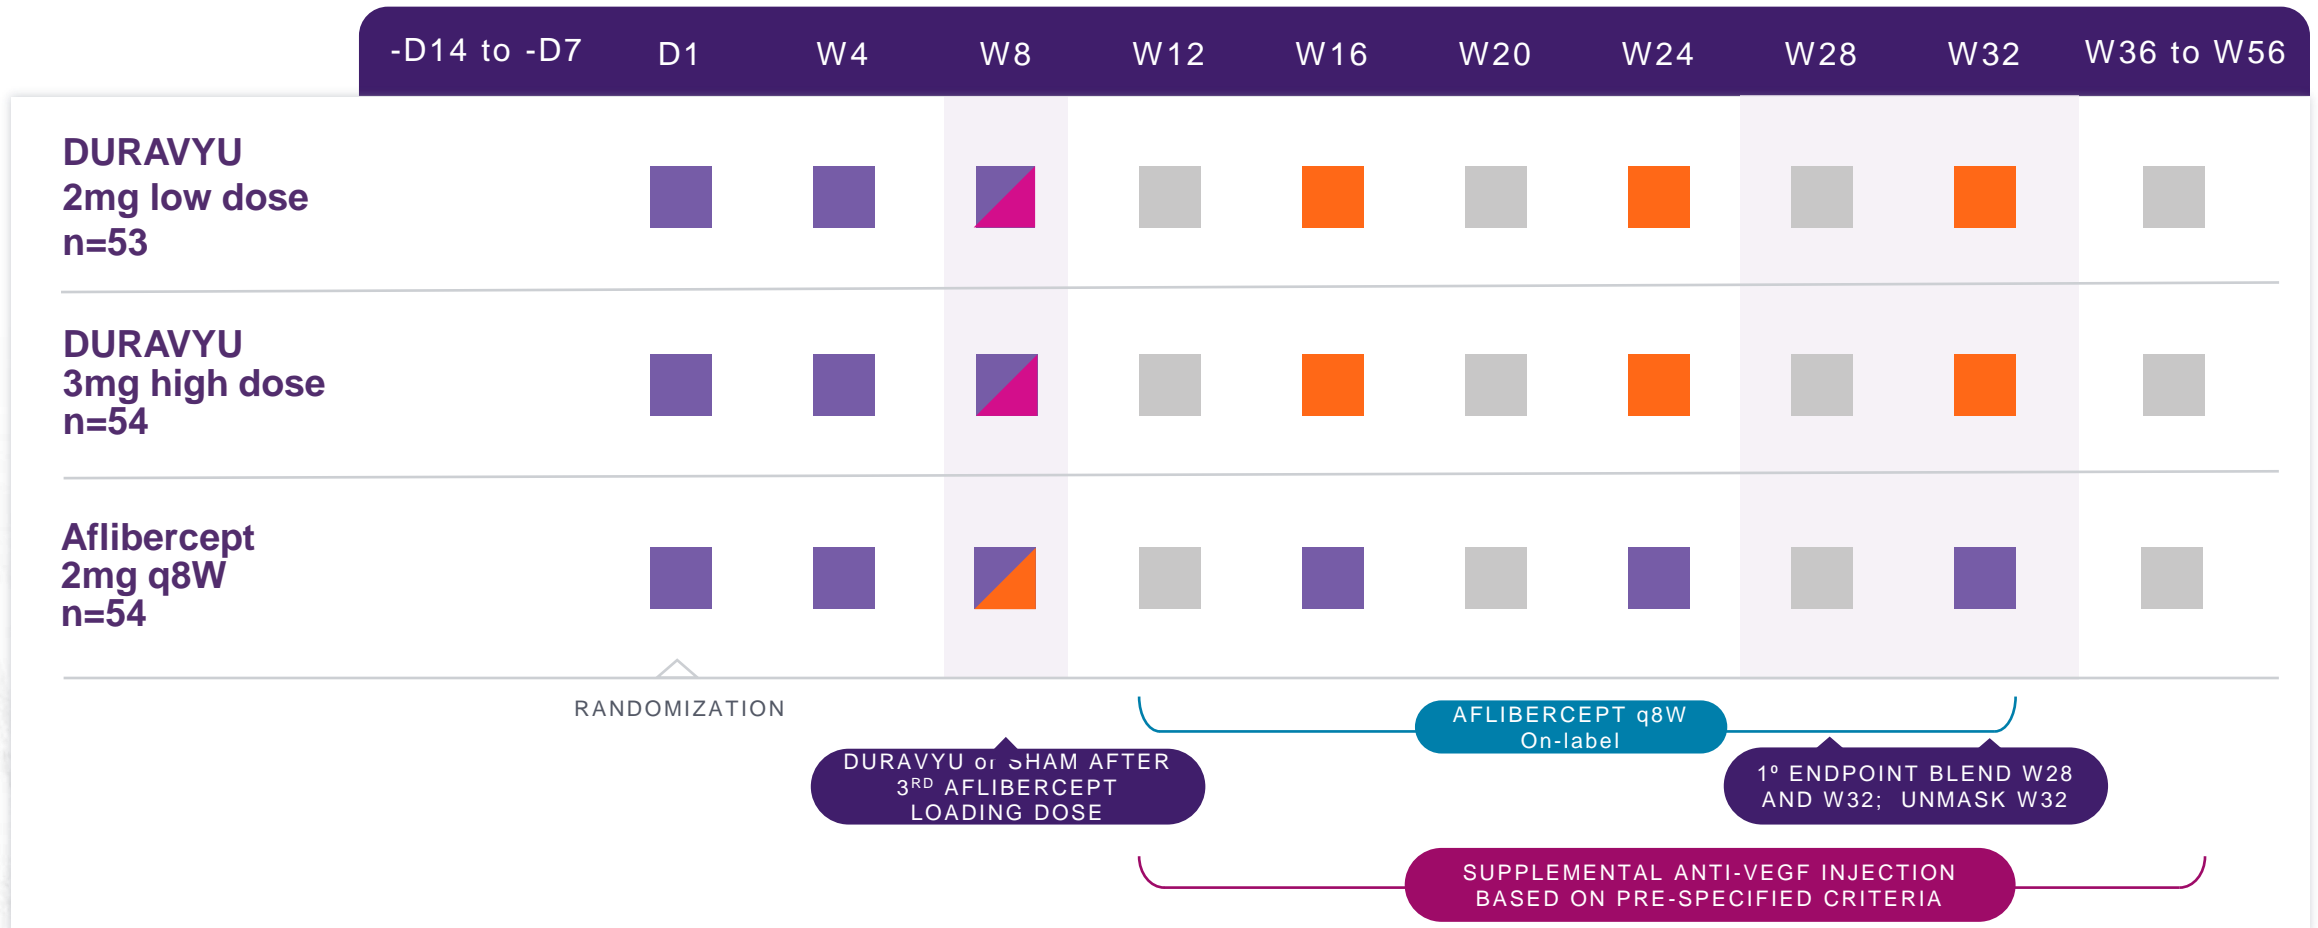 -D14 to -D7 D1 W4 W8 W12 W16 W20 W24 W28 W32 W36 to W56
DURAVYU
2mg low dose
n=53
DURAVYU
3mg high dose
n=54
Aflibercept
2mg q8W
n=54
RANDOMIZATION
AFLIBERCEPT q8W
On-label
DURAVYU or SHAM AFTER
3RD AFLIBERCEPT
LOADING DOSE
1º ENDPOINT BLEND W28
AND W32; UNMASK W32
SUPPLEMENTAL ANTI-VEGF INJECTION
BASED ON PRE-SPECIFIED CRITERIA